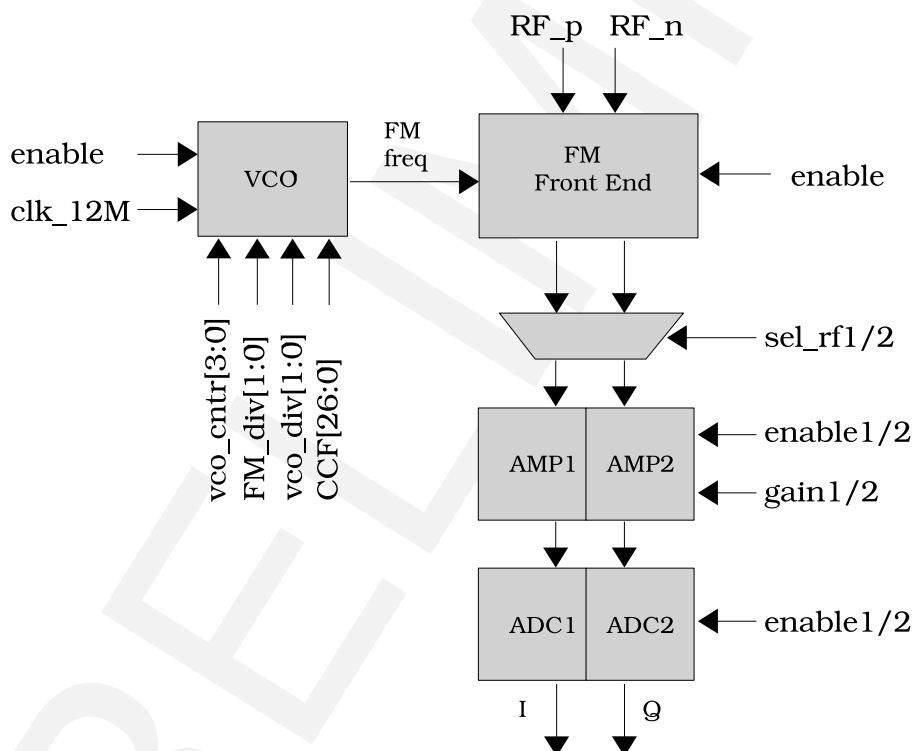 RF_p RF_n
enable
clk_12M
VCO
FM
freq
FM
Front End
enable
vco_cntr[3:0]
FM_div[1:0]
vco_div[1:0]
CCF[26:0]
sel_rf1/2
AMP1 AMP2
enable1/2
gain1/2
ADC1 ADC2
enable1/2
I Q